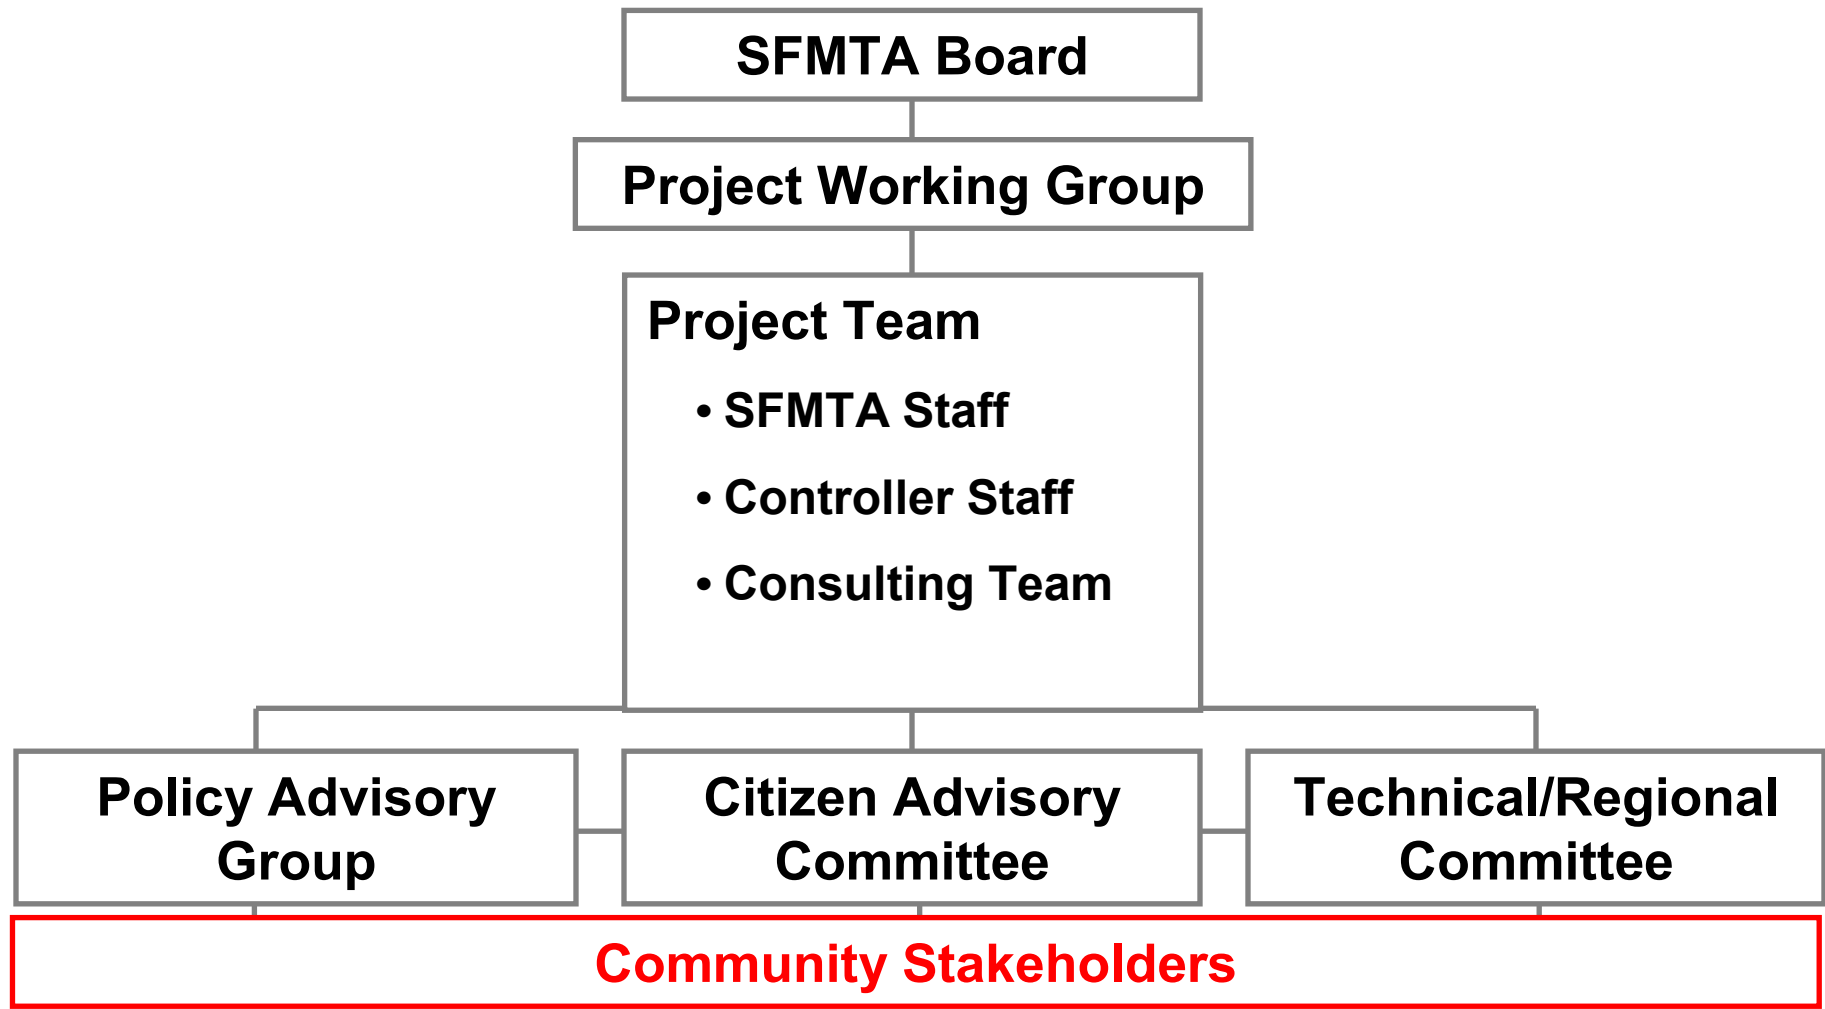 SFMTA Board
Project Working Group
Project Team
• SFMTA Staff
• Controller Staff
• Consulting Team
Policy Advisory
Group
Citizen Advisory
Committee
Technical/Regional
Committee
Community Stakeholders